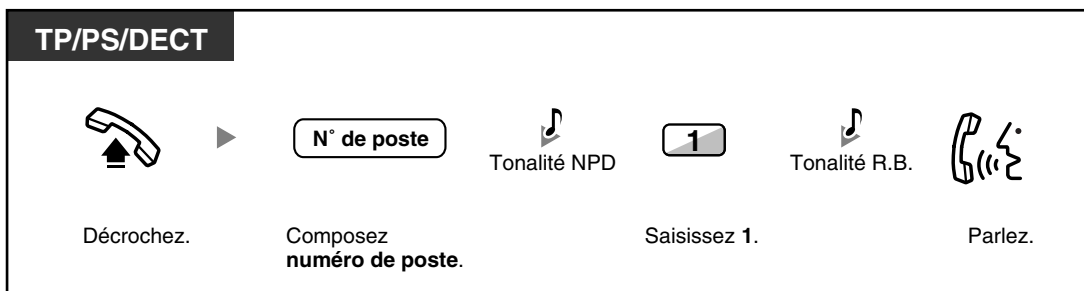 TP/PS/DECT
N° de poste
1
Tonalité NPD
Tonalité R.B.
Décrochez.
Composez
numéro de poste.
Saisissez 1.
Parlez.